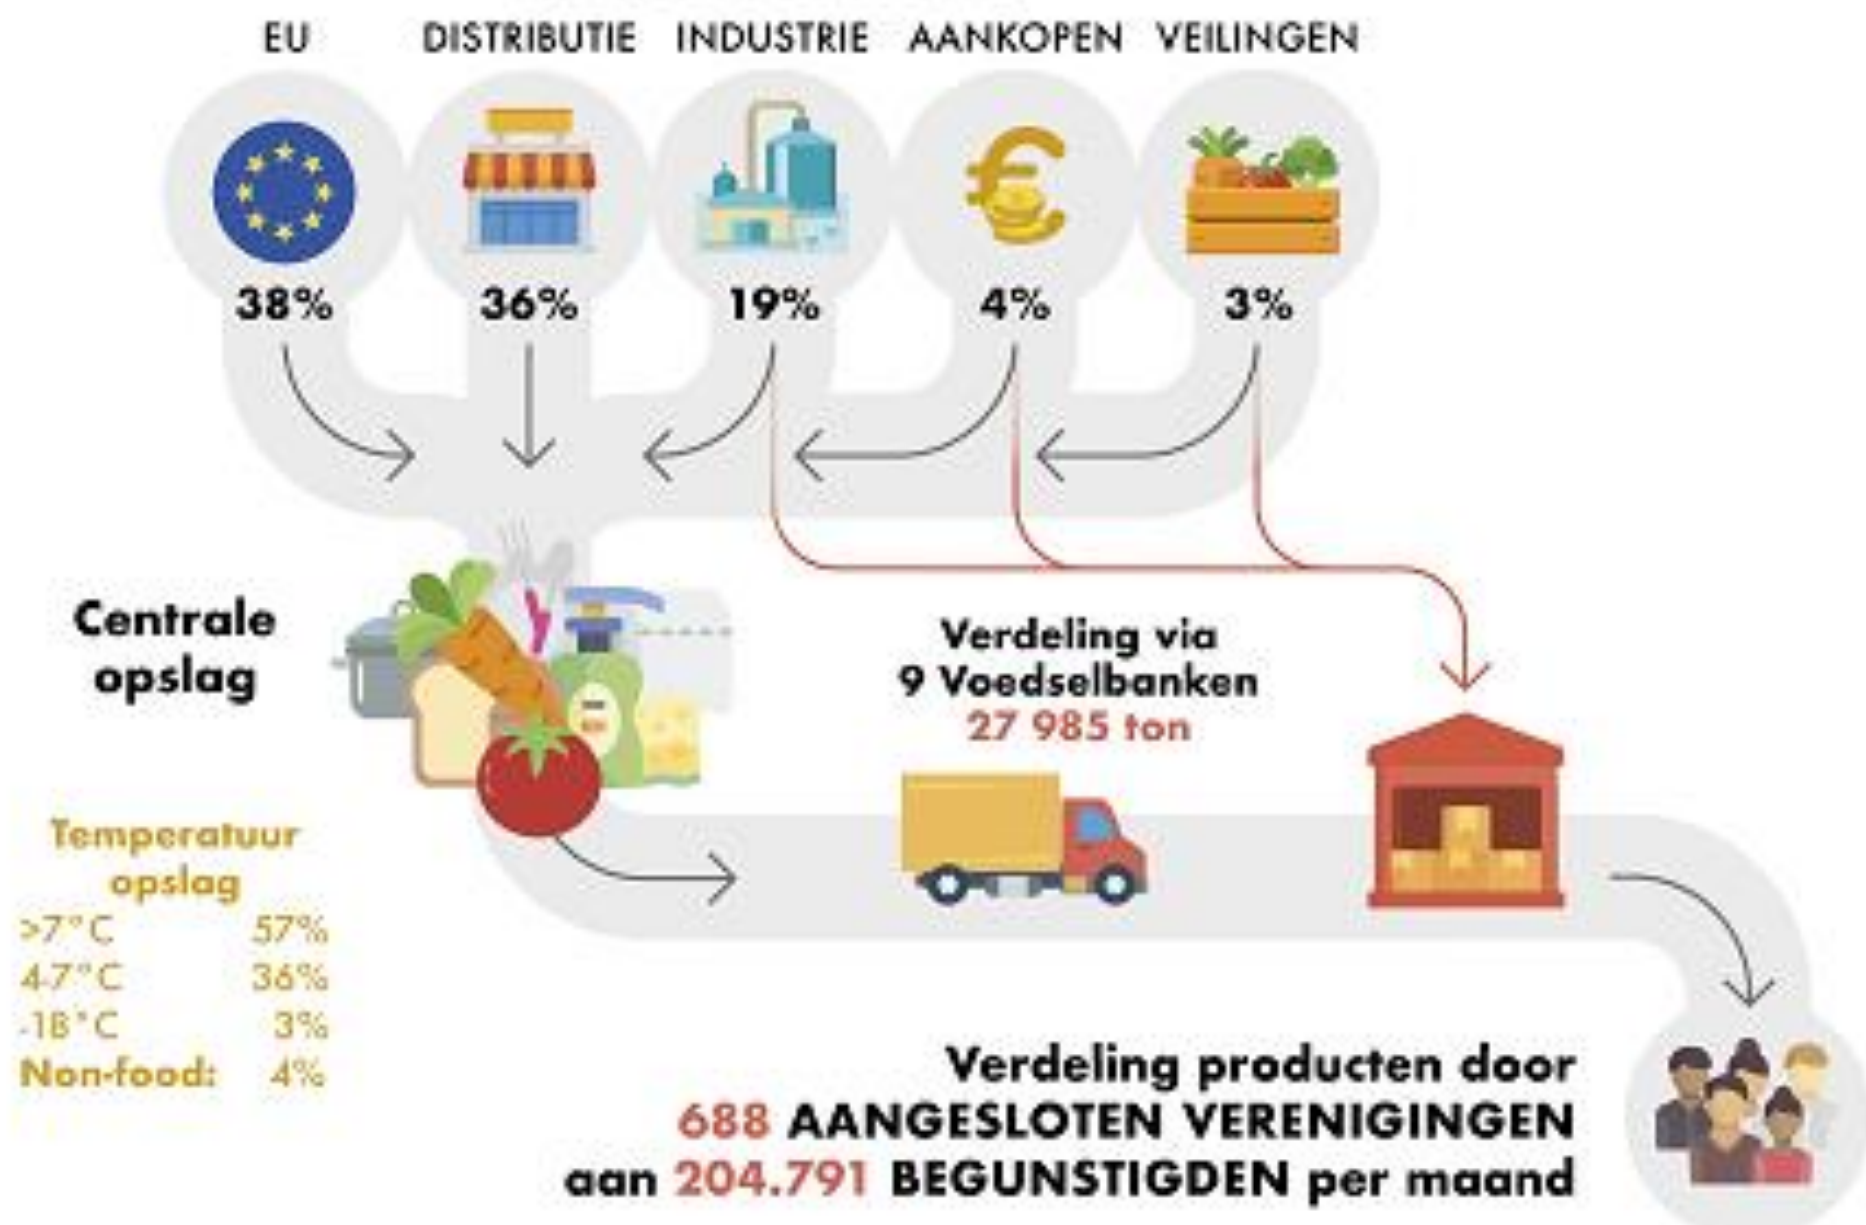 EU DISTRIBUTIE INDUSTRIE AANKOPEN VEILINGEN
38% 36% 19% 4% 3%
Centrale
opslag
Verdeling via
9 Voedselbanken
27 985 ton
Temperatuur
opslag
>7°C 57%
4-7°C 36%
-18°C 3%
Non-food: 4%
Verdeling producten door
688 AANGESLOTEN VERENIGINGEN
aan 204.791 BEGUNSTIGDEN per maand